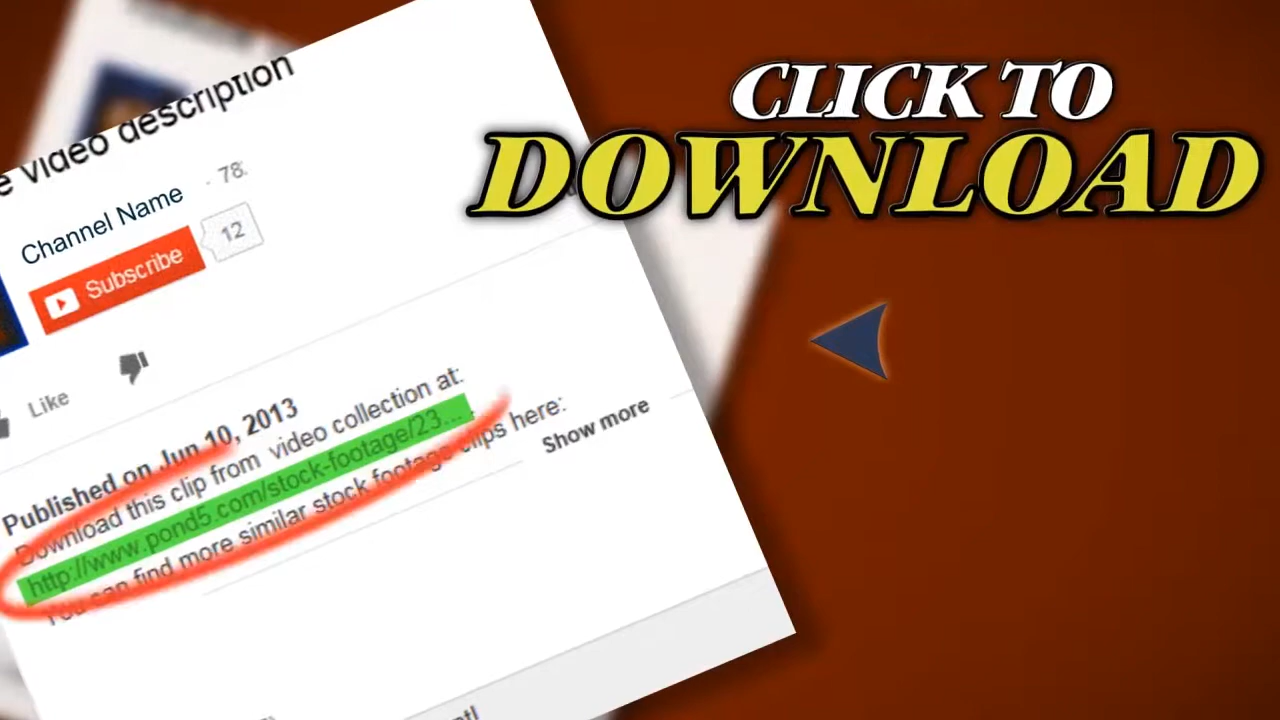 CLICK TO
DOWNLOAD
e video description
Channel Name
78
Subscribe
12
Like
Published on Jun 10, 2013
Download this clip from video collection at:
http://www.pond5.com/stock-footage/23...
You can find more similar stock footage clips here:
Show more